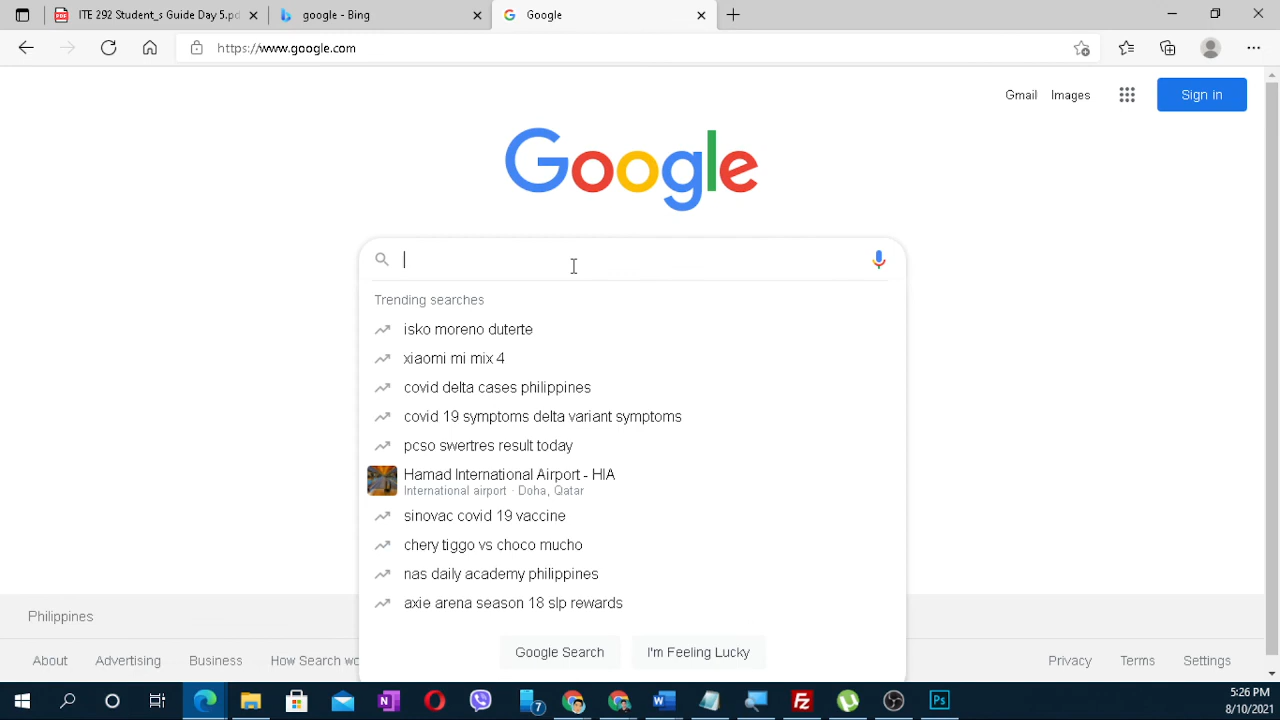 ITE 292 Student_s Guide Day 5.pd
google - Bing
Google
https://www.google.com
Gmail
Images
Sign in
Google
Trending searches
isko moreno duterte
xiaomi mi mix 4
covid delta cases philippines
covid 19 symptoms delta variant symptoms
pcso swertres result today
Hamad International Airport - HIA
International airport · Doha, Qatar
sinovac covid 19 vaccine
chery tiggo vs choco mucho
nas daily academy philippines
axie arena season 18 slp rewards
Google Search
I'm Feeling Lucky
Philippines
About
Advertising
Business
How Search wo
Privacy
Terms
Settings
7
5:26 PM
8/10/2021